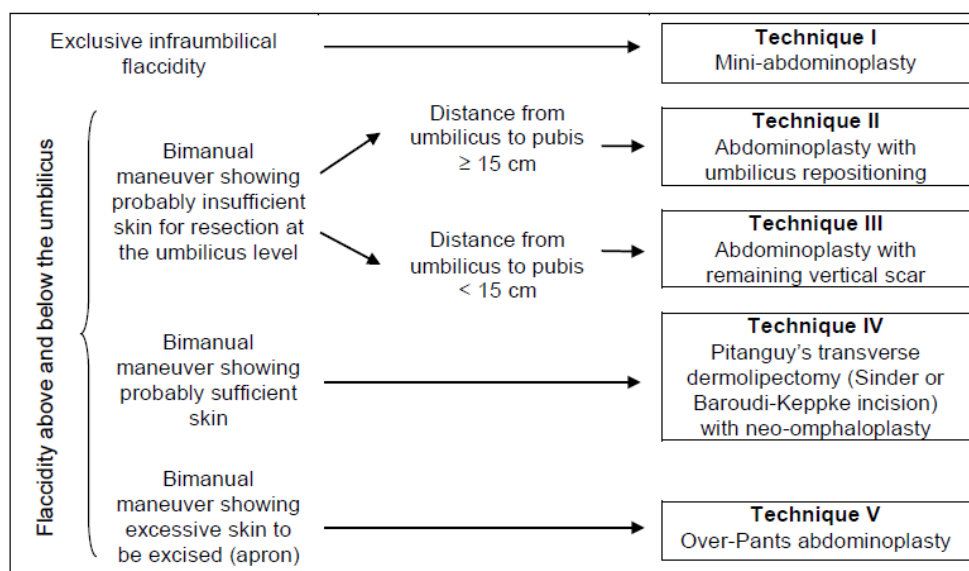 Exclusive infraumbilical
flaccidity
Technique I
Mini-abdominoplasty
Flaccidity above and below the umbilicus
Bimanual
maneuver showing
probably insufficient
skin for resection at
the umbilicus level
Distance from
umbilicus to pubis
≥ 15 cm
Technique II
Abdominoplasty with
umbilicus repositioning
Distance from
umbilicus to pubis
< 15 cm
Technique III
Abdominoplasty with
remaining vertical scar
Bimanual
maneuver showing
probably sufficient
skin
Technique IV
Pitanguy's transverse
dermolipectomy (Sinder or
Baroudi-Keppke incision)
with neo-omphaloplasty
Bimanual
maneuver showing
excessive skin to
be excised (apron)
Technique V
Over-Pants abdominoplasty